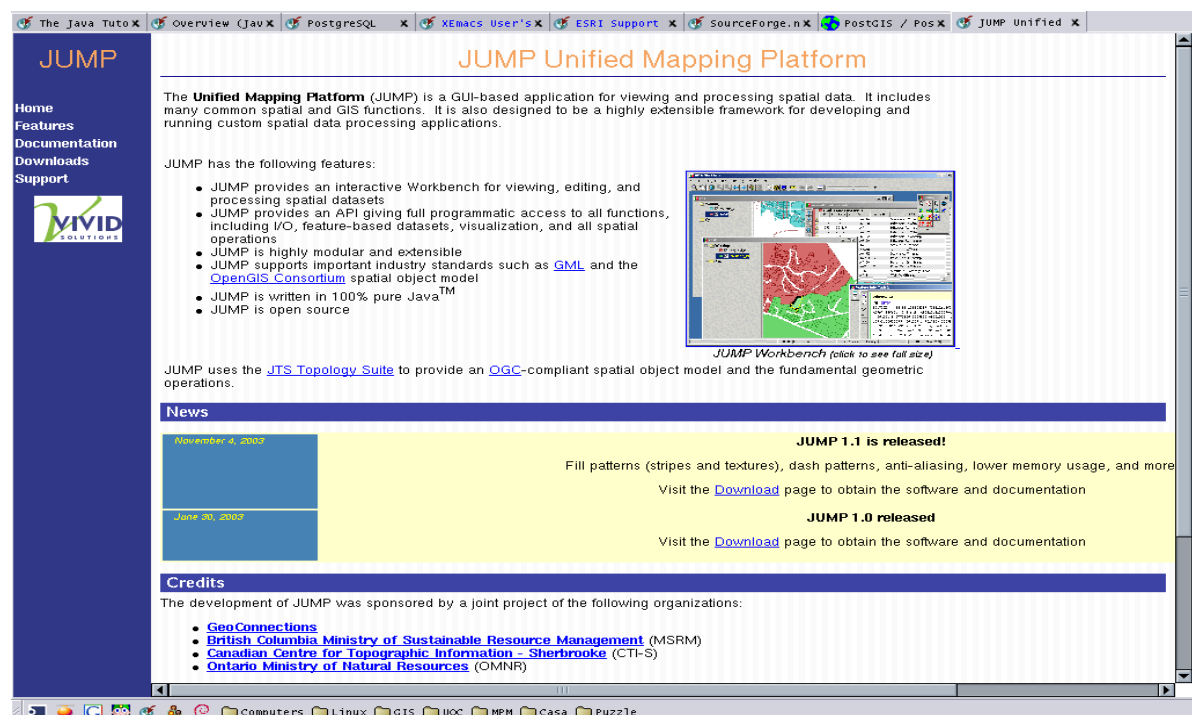 The Java Tuto
Overview (Jav
PostgreSQL
XEmacs User's
ESRI Support
SourceForge.n
PostGIS / Pos
JUMP Unified
JUMP
Home
Features
Documentation
Downloads
Support
VIVID
SOLUTIONS
JUMP Unified Mapping Platform
The Unified Mapping Platform (JUMP) is a GUI-based application for viewing and processing spatial data. It includes
many common spatial and GIS functions. It is also designed to be a highly extensible framework for developing and
running custom spatial data processing applications.
JUMP has the following features:
JUMP provides an interactive Workbench for viewing, editing, and
processing spatial datasets
JUMP provides an API giving full programmatic access to all functions,
including I/O, feature-based datasets, visualization, and all spatial
operations
JUMP is highly modular and extensible
JUMP supports important industry standards such as GML and the
OpenGIS Consortium spatial object model
JUMP is written in 100% pure Java™
JUMP is open source
JUMP Workbench (click to see full size)
JUMP uses the JTS Topology Suite to provide an OGC-compliant spatial object model and the fundamental geometric
operations.
News
November 4, 2003
JUMP 1.1 is released!
Fill patterns (stripes and textures), dash patterns, anti-aliasing, lower memory usage, and more
Visit the Download page to obtain the software and documentation
June 30, 2003
JUMP 1.0 released
Visit the Download page to obtain the software and documentation
Credits
The development of JUMP was sponsored by a joint project of the following organizations:
GeoConnections
British Columbia Ministry of Sustainable Resource Management (MSRM)
Canadian Centre for Topographic Information - Sherbrooke (CTI-S)
Ontario Ministry of Natural Resources (OMNR)
Computers Linux GIS UOC MPM Casa Puzzle